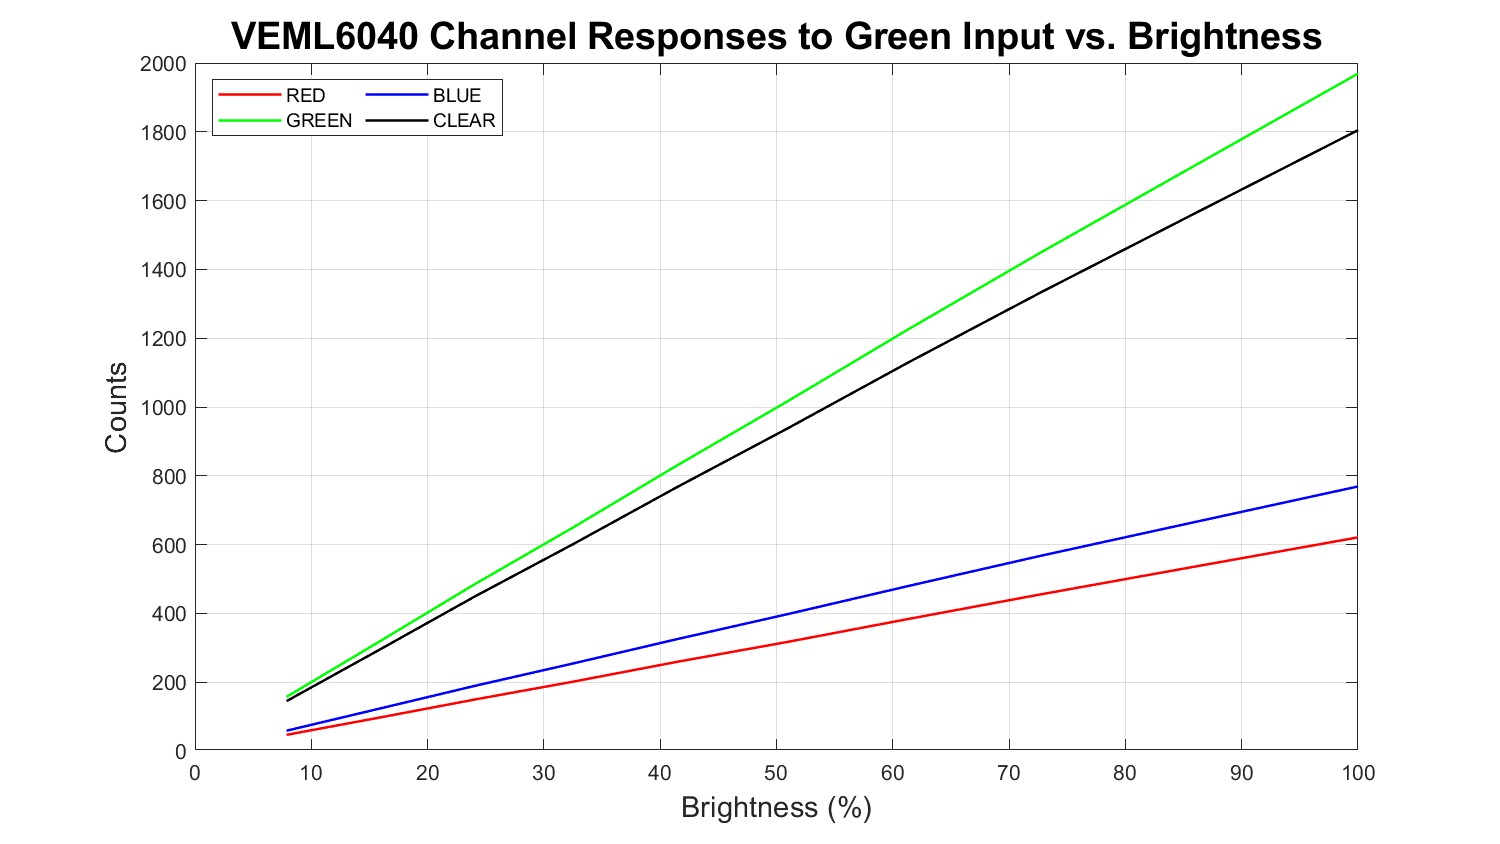 VEML6040 Channel Responses to Green Input vs. Brightness
2000
1800
1600
1400
1200
1000
800
600
400
200
0
RED
BLUE
GREEN
CLEAR
Counts
0 10 20 30 40 50 60 70 80 90 100
Brightness (%)